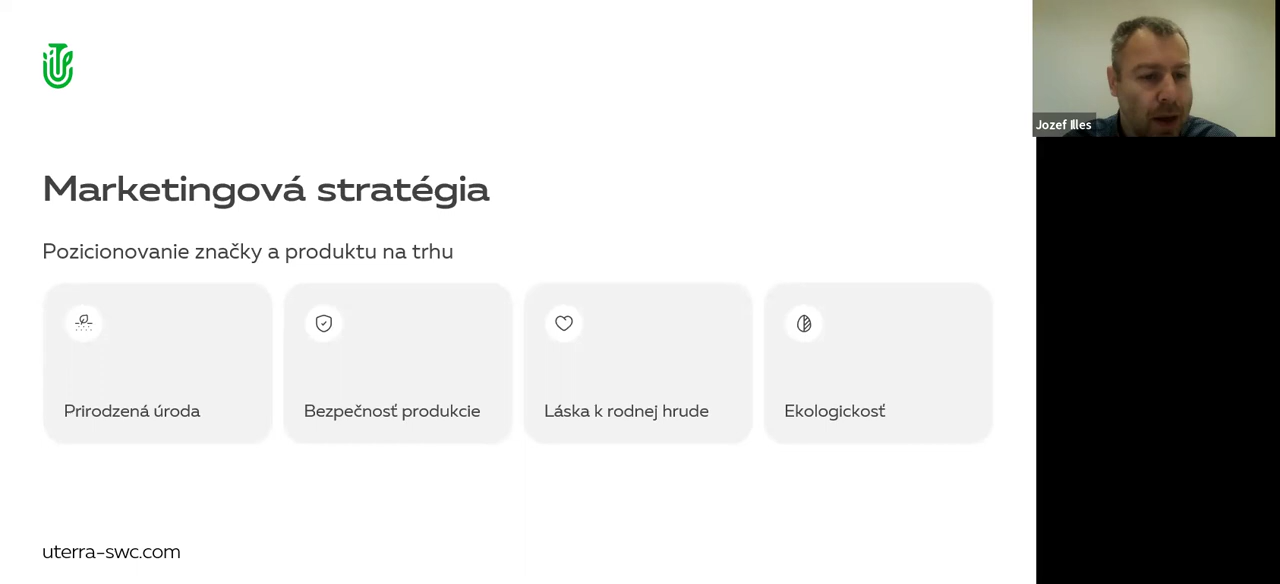 Marketingová stratégia
Pozicionovanie značky a produktu na trhu
Prirodzená úroda
Bezpečnosť produkcie
Láska k rodnej hrude
Ekologickosť
uterra-swc.com
Jozef Illes